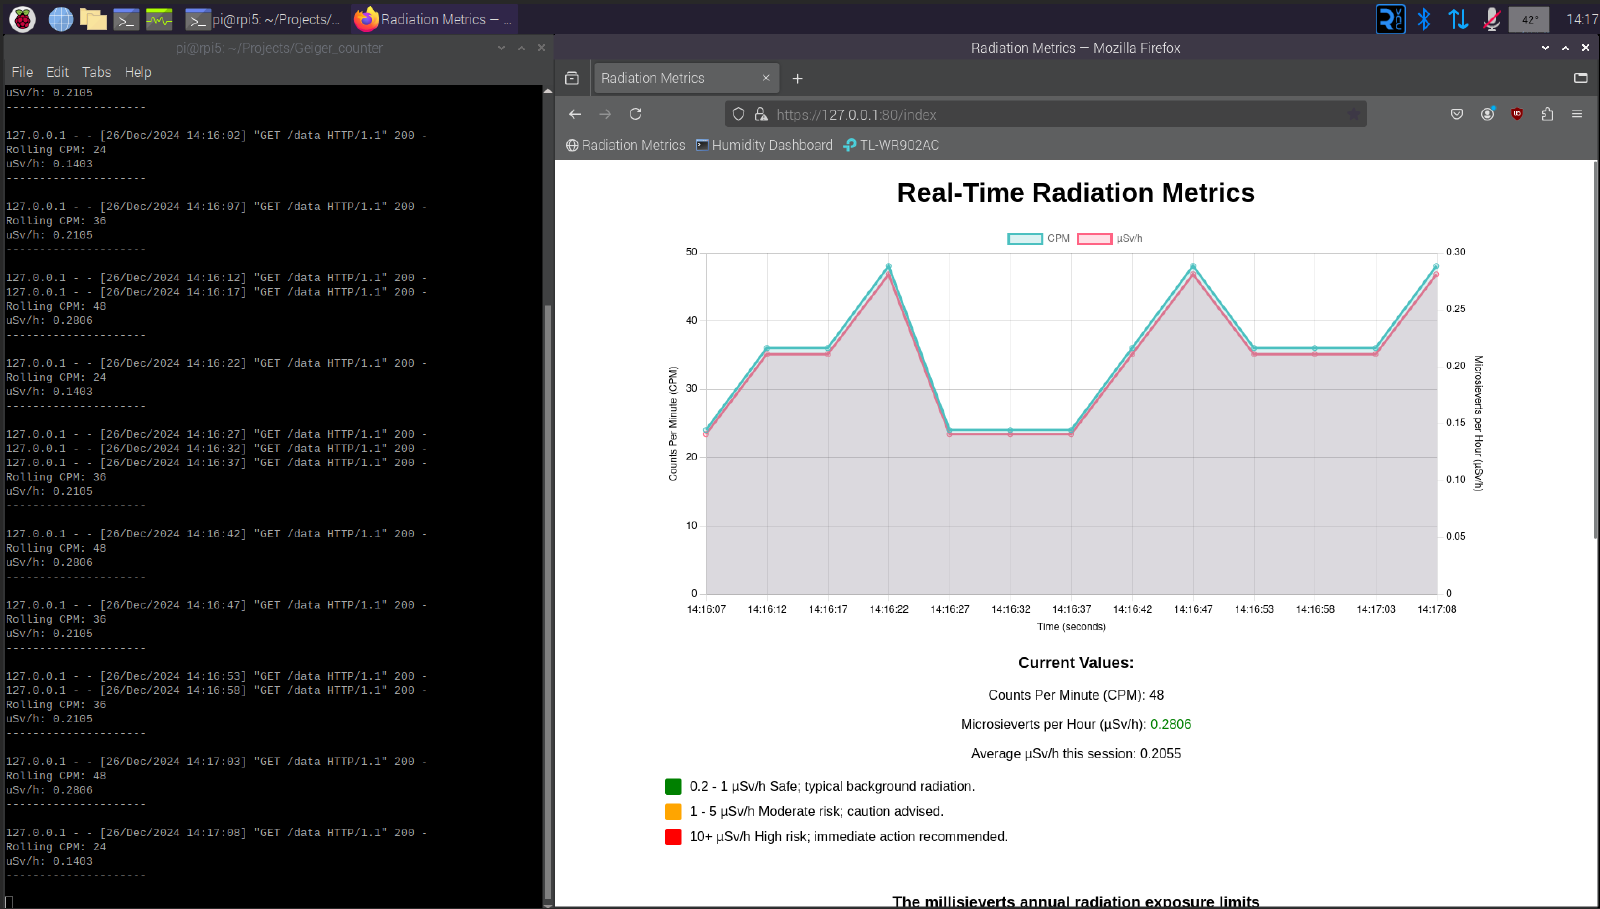 pi@rpi5: ~/Projects/...
Radiation Metrics — ...
42°
14:17
pi@rpi5: ~/Projects/Geiger_counter
File Edit Tabs Help
uSv/h: 0.2105
---------------------
127.0.0.1 - - [26/Dec/2024 14:16:02] "GET /data HTTP/1.1" 200 -
Rolling CPM: 24
uSv/h: 0.1403
---------------------
127.0.0.1 - - [26/Dec/2024 14:16:07] "GET /data HTTP/1.1" 200 -
Rolling CPM: 36
uSv/h: 0.2105
---------------------
127.0.0.1 - - [26/Dec/2024 14:16:12] "GET /data HTTP/1.1" 200 -
127.0.0.1 - - [26/Dec/2024 14:16:17] "GET /data HTTP/1.1" 200 -
Rolling CPM: 48
uSv/h: 0.2806
---------------------
127.0.0.1 - - [26/Dec/2024 14:16:22] "GET /data HTTP/1.1" 200 -
Rolling CPM: 24
uSv/h: 0.1403
---------------------
127.0.0.1 - - [26/Dec/2024 14:16:27] "GET /data HTTP/1.1" 200 -
127.0.0.1 - - [26/Dec/2024 14:16:32] "GET /data HTTP/1.1" 200 -
127.0.0.1 - - [26/Dec/2024 14:16:37] "GET /data HTTP/1.1" 200 -
Rolling CPM: 36
uSv/h: 0.2105
---------------------
127.0.0.1 - - [26/Dec/2024 14:16:42] "GET /data HTTP/1.1" 200 -
Rolling CPM: 48
uSv/h: 0.2806
---------------------
127.0.0.1 - - [26/Dec/2024 14:16:47] "GET /data HTTP/1.1" 200 -
Rolling CPM: 36
uSv/h: 0.2105
---------------------
127.0.0.1 - - [26/Dec/2024 14:16:53] "GET /data HTTP/1.1" 200 -
127.0.0.1 - - [26/Dec/2024 14:16:58] "GET /data HTTP/1.1" 200 -
Rolling CPM: 36
uSv/h: 0.2105
---------------------
127.0.0.1 - - [26/Dec/2024 14:17:03] "GET /data HTTP/1.1" 200 -
Rolling CPM: 48
uSv/h: 0.2806
---------------------
127.0.0.1 - - [26/Dec/2024 14:17:08] "GET /data HTTP/1.1" 200 -
Rolling CPM: 24
uSv/h: 0.1403
---------------------
Radiation Metrics — Mozilla Firefox
Radiation Metrics
https://127.0.0.1:80/index
Radiation Metrics Humidity Dashboard TL-WR902AC
Real-Time Radiation Metrics
CPM µSv/h
50
40
30
20
10
0
Counts Per Minute (CPM)
0.30
0.25
0.20
0.15
0.10
0.05
0
Microsieverts per Hour (µSv/h)
14:16:07 14:16:12 14:16:17 14:16:22 14:16:27 14:16:32 14:16:37 14:16:42 14:16:47 14:16:53 14:16:58 14:17:03 14:17:08
Time (seconds)
Current Values:
Counts Per Minute (CPM): 48
Microsieverts per Hour (µSv/h): 0.2806
Average µSv/h this session: 0.2055
0.2 - 1 µSv/h Safe; typical background radiation.
1 - 5 µSv/h Moderate risk; caution advised.
10+ µSv/h High risk; immediate action recommended.
The millisieverts annual radiation exposure limits